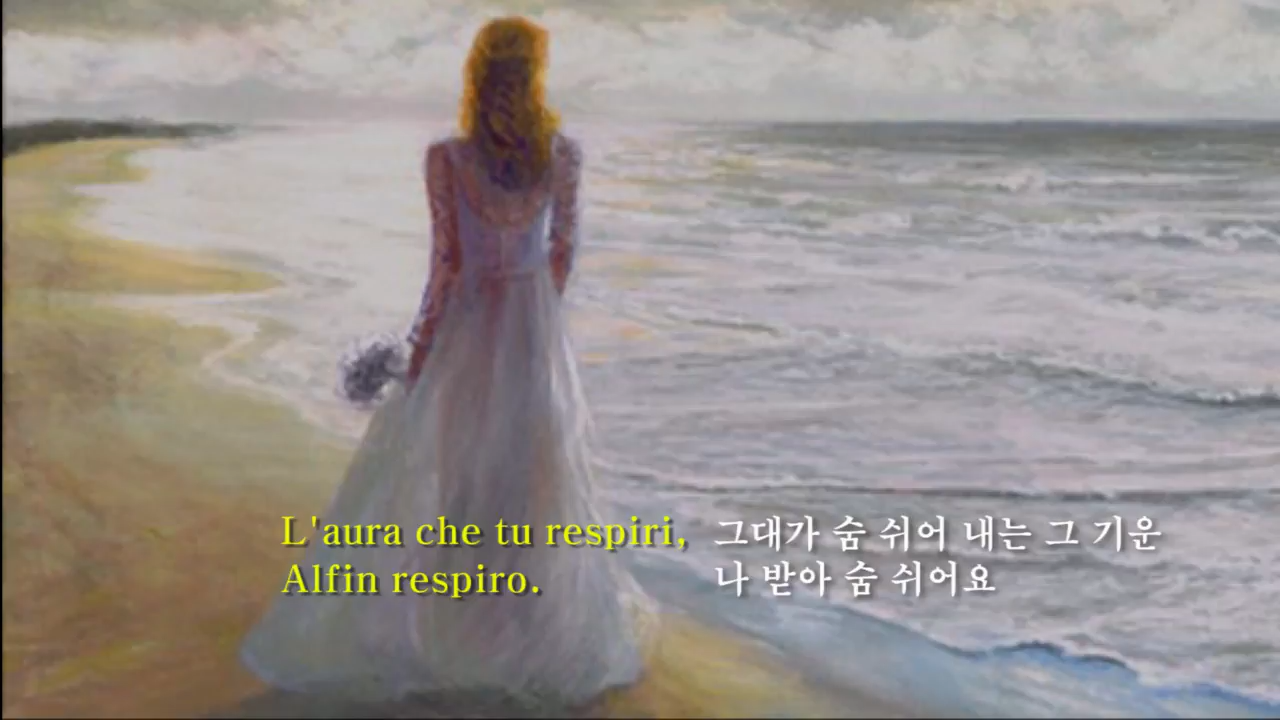 L'aura che tu respiri,
Alfin respiro.
그대가 숨 쉬어 내는 그 기운
나 받아 숨 쉬어요